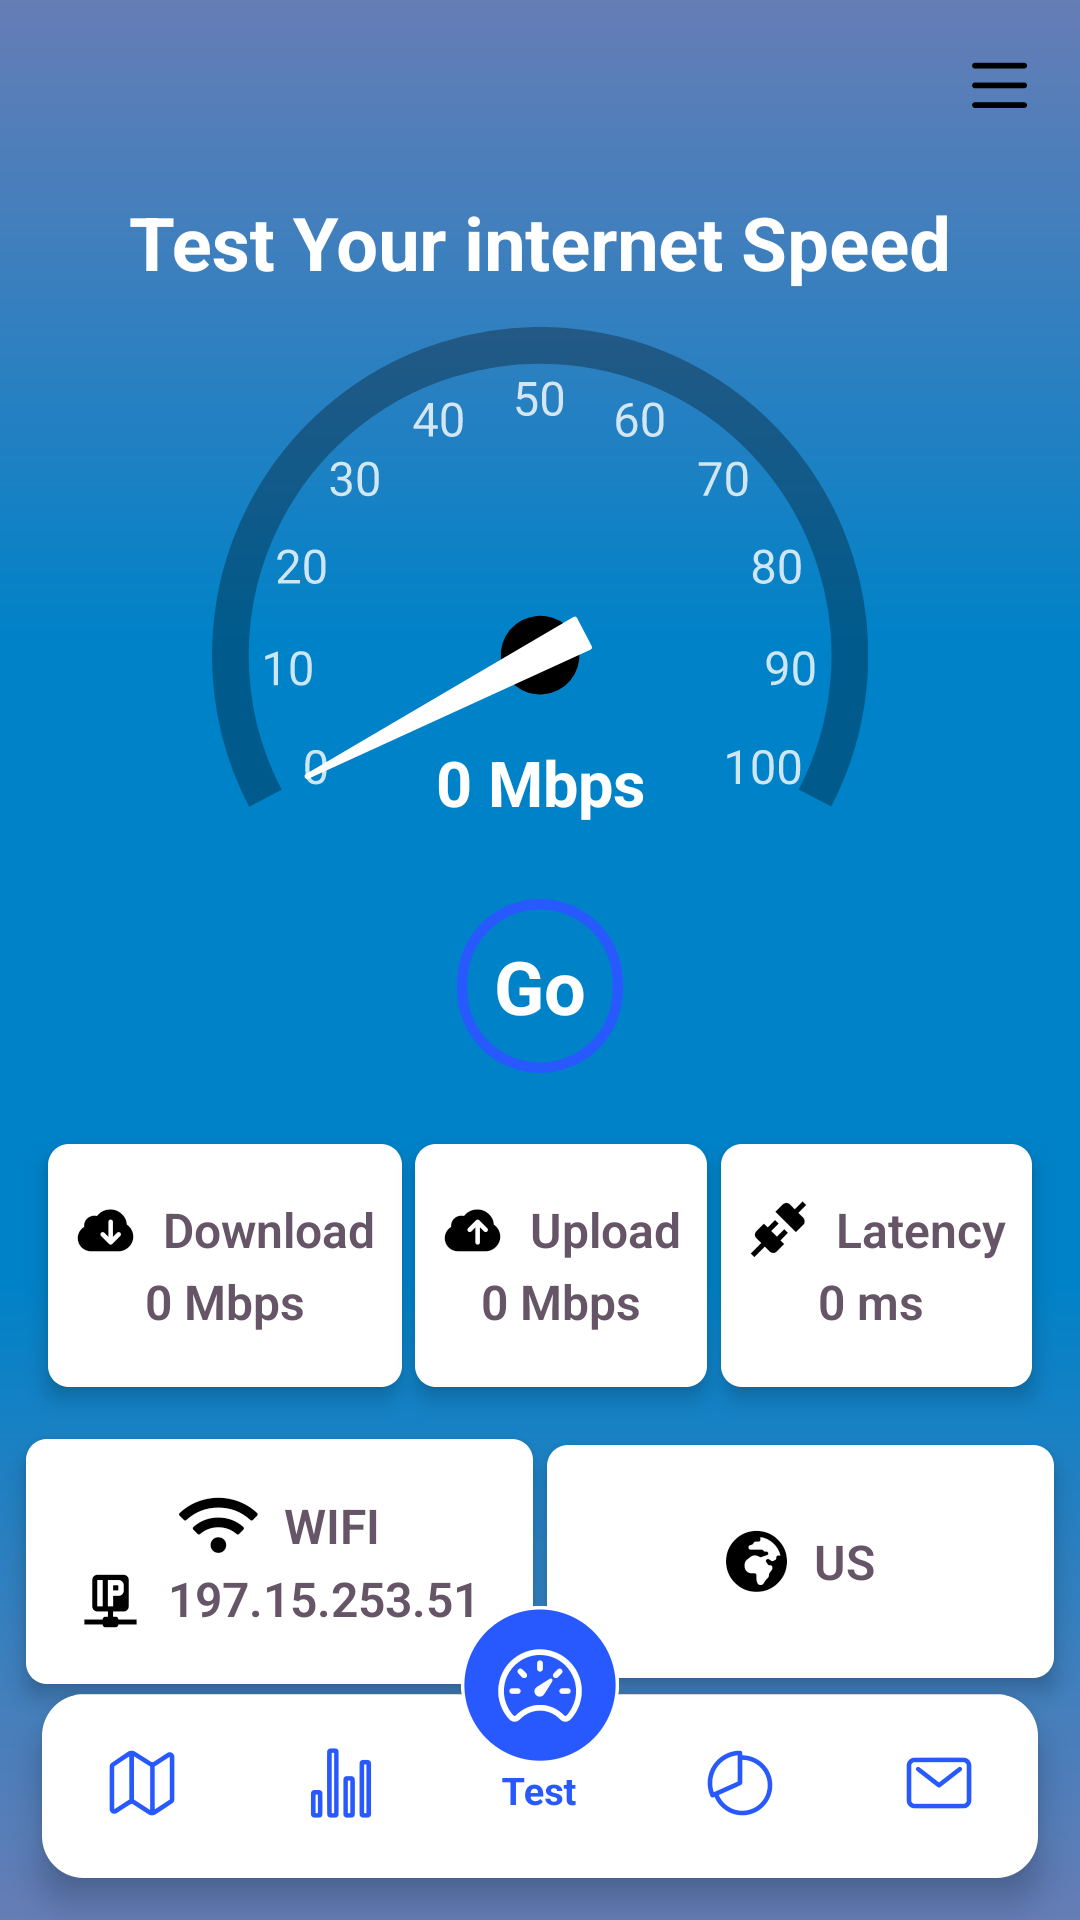 Test Your internet Speed
50
40
60
30
70
20
80
10
90
0
100
0 Mbps
Go
Download
0 Mbps
Upload
0 Mbps
Latency
0 ms
WIFI
IP
197.15.253.51
US
Test